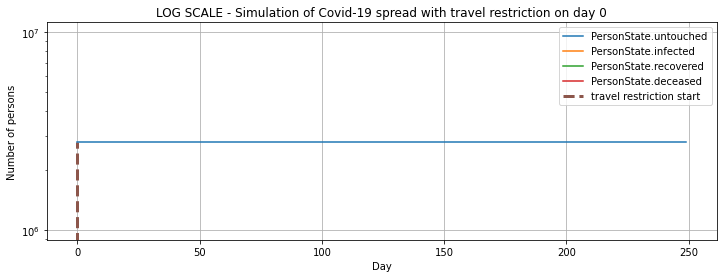 LOG SCALE - Simulation of Covid-19 spread with travel restriction on day 0
10⁷
PersonState.untouched
PersonState.infected
PersonState.recovered
PersonState.deceased
travel restriction start
Number of persons
10⁶
0 50 100 150 200 250
Day